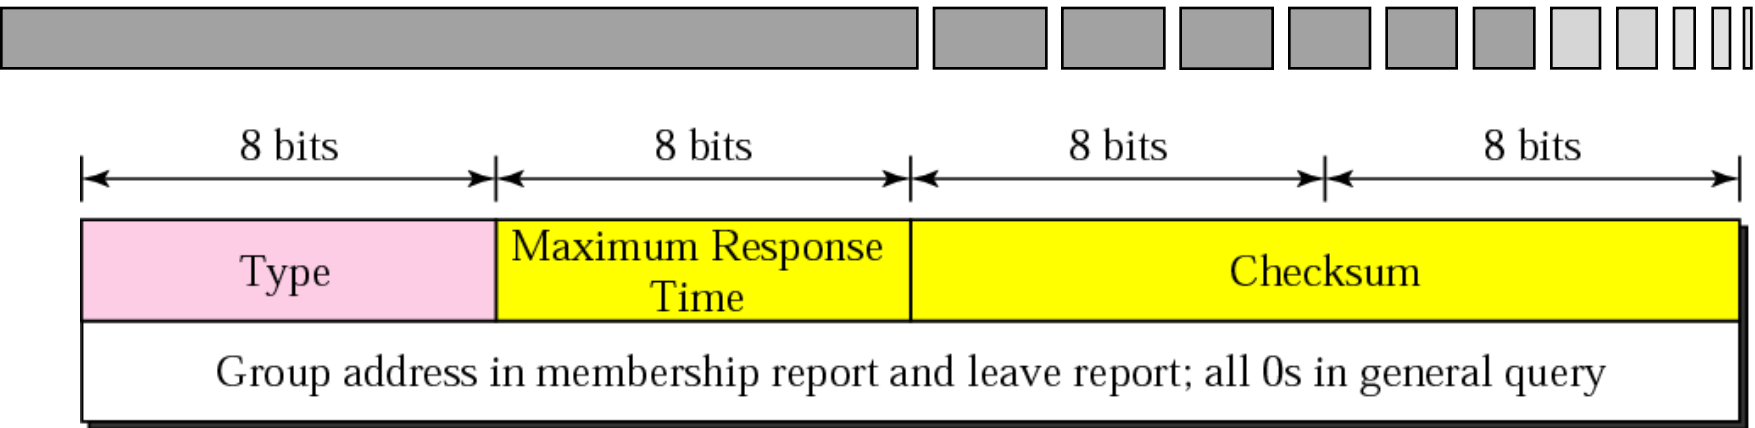 8 bits 8 bits 8 bits 8 bits
Type
Maximum Response
Time
Checksum
Group address in membership report and leave report; all 0s in general query